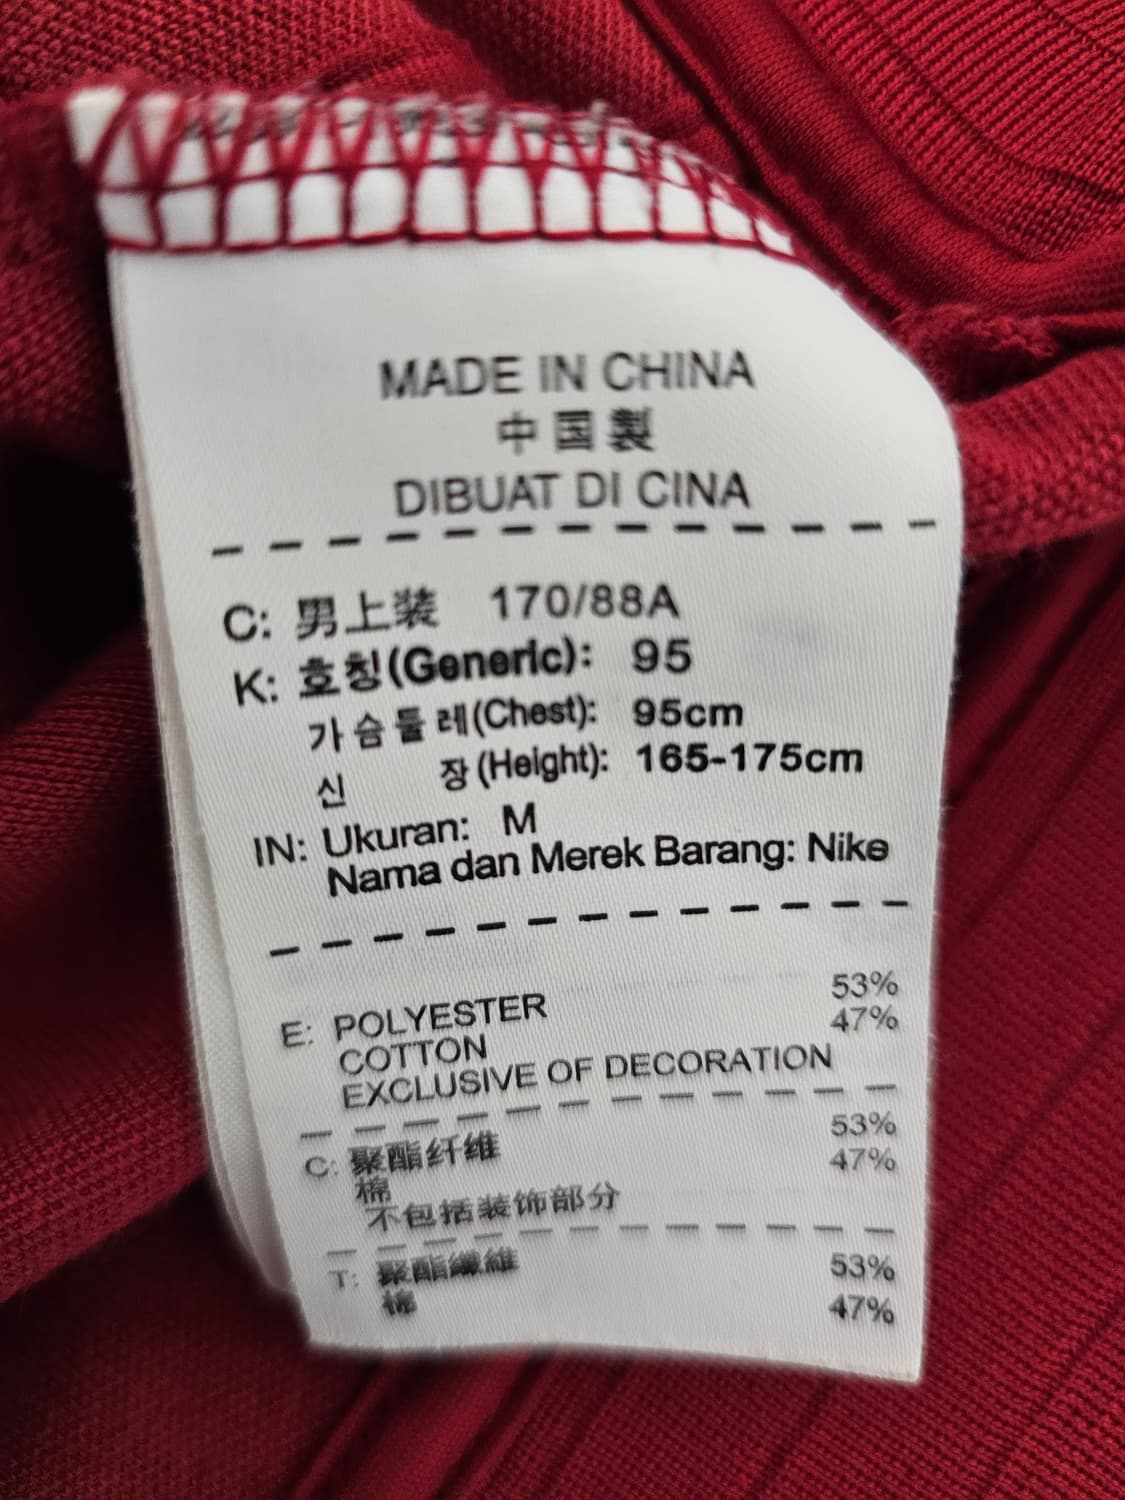 MADE IN CHINA
中国製
DIBUAT DI CINA
C: 男上装 170/88A
K: 호칭(Generic): 95
가슴둘레(Chest): 95cm
신 장(Height): 165-175cm
IN: Ukuran: M
Nama dan Merek Barang: Nike
E: POLYESTER 53%
COTTON 47%
EXCLUSIVE OF DECORATION
C: 聚酯纤维 53%
棉 47%
不包括装饰部分
T: 聚酯纖維 53%
棉 47%